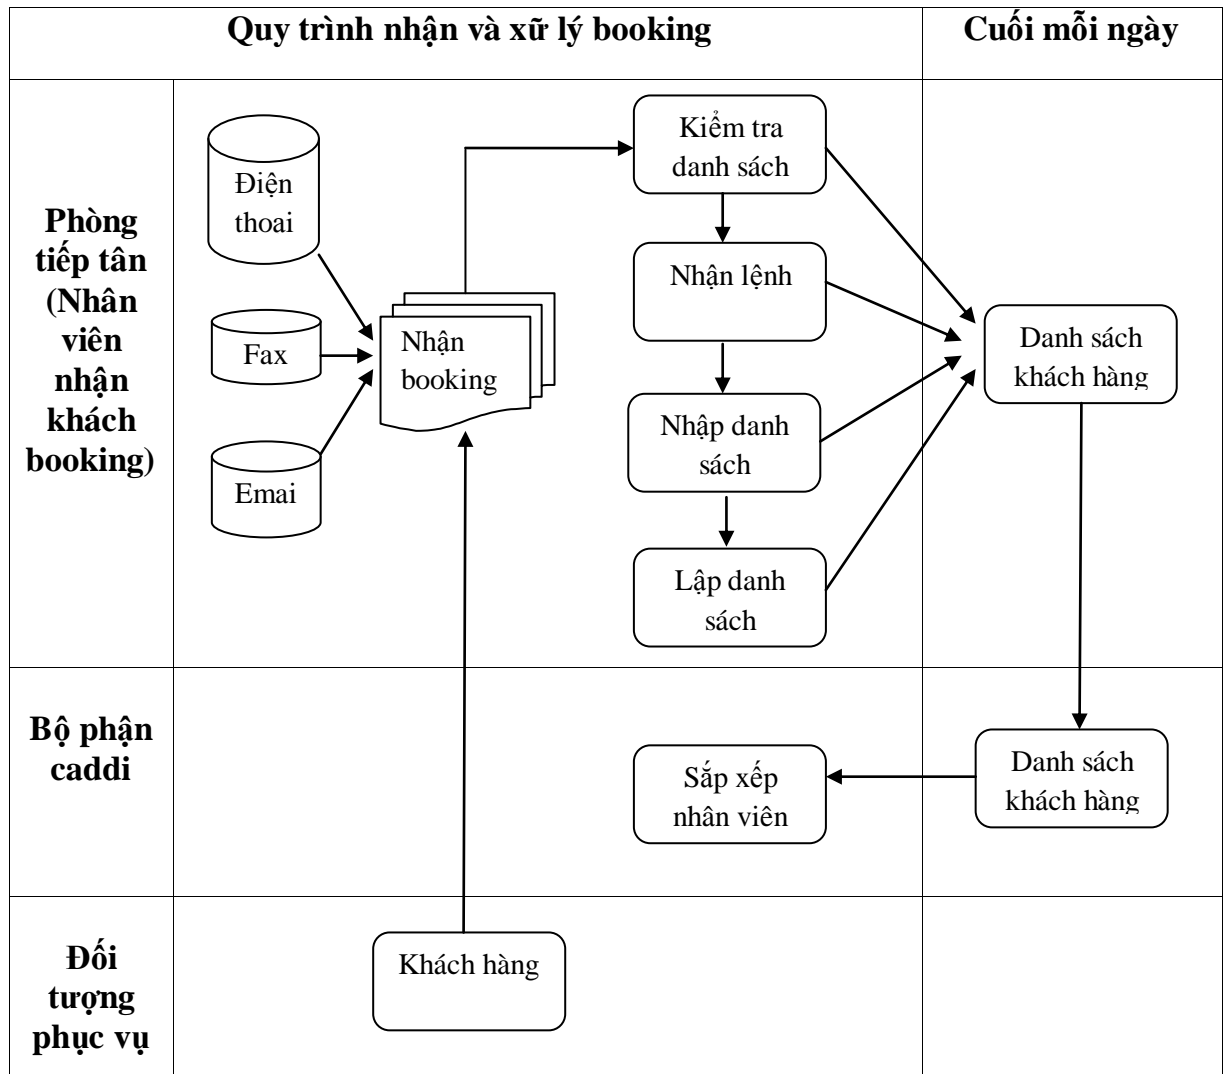 Quy trình nhận và xữ lý booking
Cuối mỗi ngày
Phòng
tiếp tân
(Nhân
viên
nhận
khách
booking)
Điện
thoai
Fax
Emai
Nhận
booking
Kiểm tra
danh sách
Nhận lệnh
Nhập danh
sách
Lập danh
sách
Danh sách
khách hàng
Bộ phận
caddi
Sắp xếp
nhân viên
Danh sách
khách hàng
Đối
tượng
phục vụ
Khách hàng